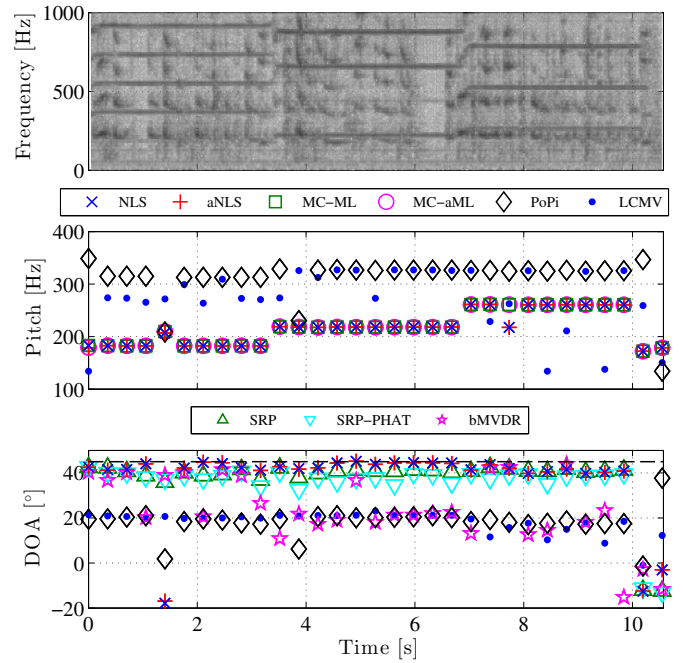 1000
500
0
Frequency [Hz]
NLS aNLS MC−ML MC−aML PoPi LCMV
400
300
200
100
Pitch [Hz]
SRP SRP−PHAT bMVDR
40
20
0
−20
DOA [°]
0 2 4 6 8 10
Time [s]